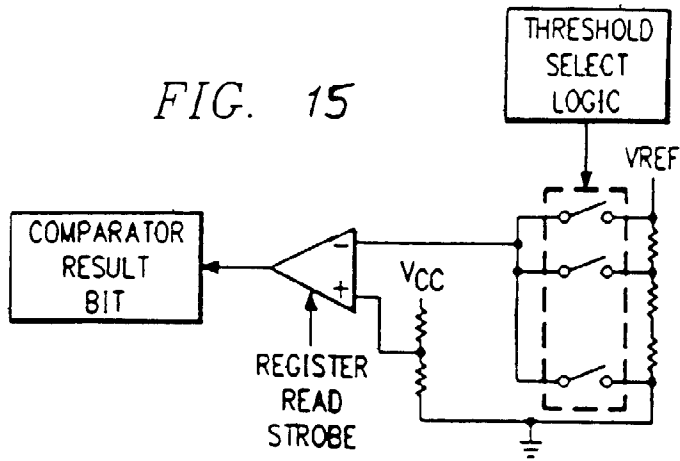 THRESHOLD
SELECT
LOGIC
FIG. 15
VREF
COMPARATOR
RESULT
BIT
−
+
VCC
REGISTER
READ
STROBE